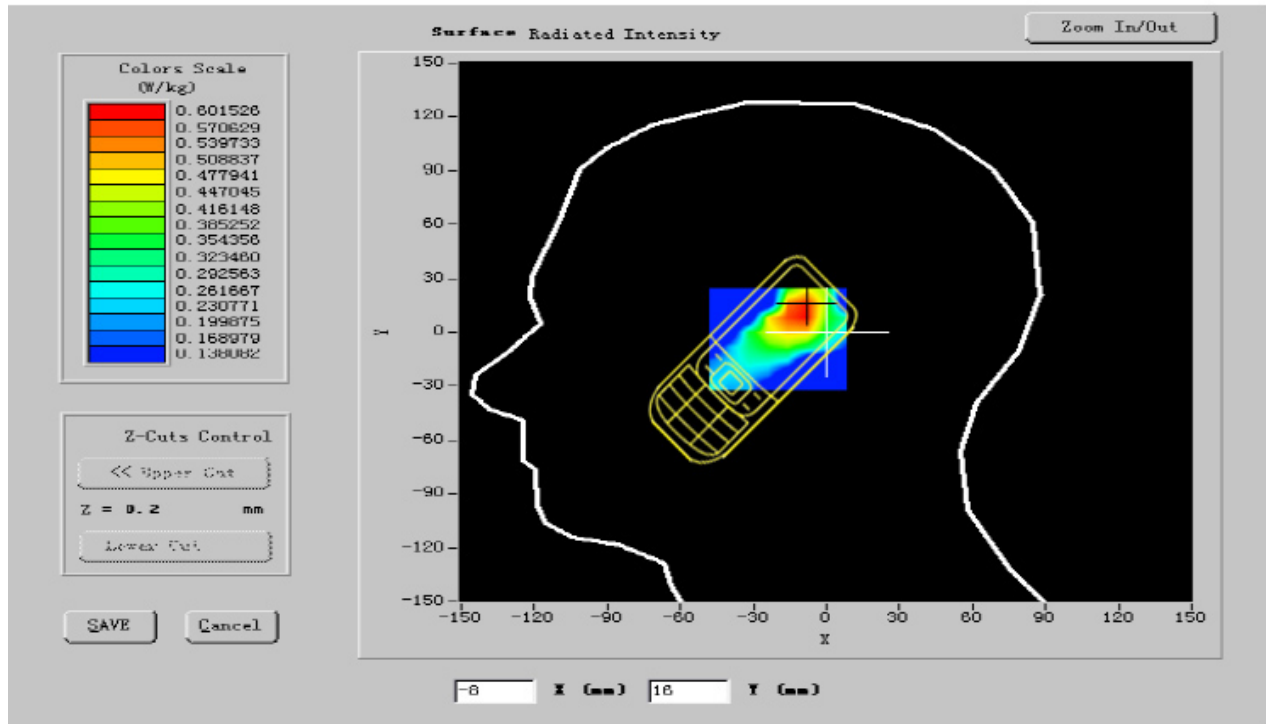 Surface Radiated Intensity
Zoom In/Out
Colors Scale
(W/kg)
0.601526
0.570629
0.539733
0.508837
0.477941
0.447045
0.416148
0.385252
0.354356
0.323460
0.292563
0.261667
0.230771
0.199875
0.168979
0.138082
Z-Cuts Control
<< Upper Cut
Z = 0.2 mm
Lower Cut
SAVE
Cancel
150
120
90
60
30
0
-30
-60
-90
-120
-150
Y
-150 -120 -90 -60 -30 0 30 60 90 120 150
X
-8 X (mm) 16 Y (mm)